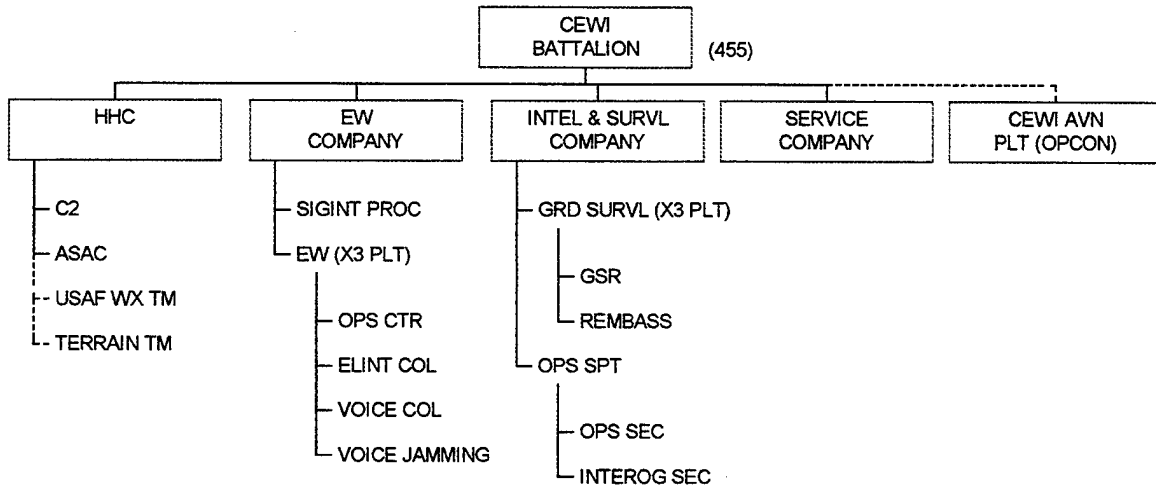 CEWI
BATTALION
(455)
HHC
EW
COMPANY
INTEL & SURVL
COMPANY
SERVICE
COMPANY
CEWI AVN
PLT (OPCON)
C2
ASAC
USAF WX TM
TERRAIN TM
SIGINT PROC
EW (X3 PLT)
OPS CTR
ELINT COL
VOICE COL
VOICE JAMMING
GRD SURVL (X3 PLT)
GSR
REMBASS
OPS SPT
OPS SEC
INTEROG SEC